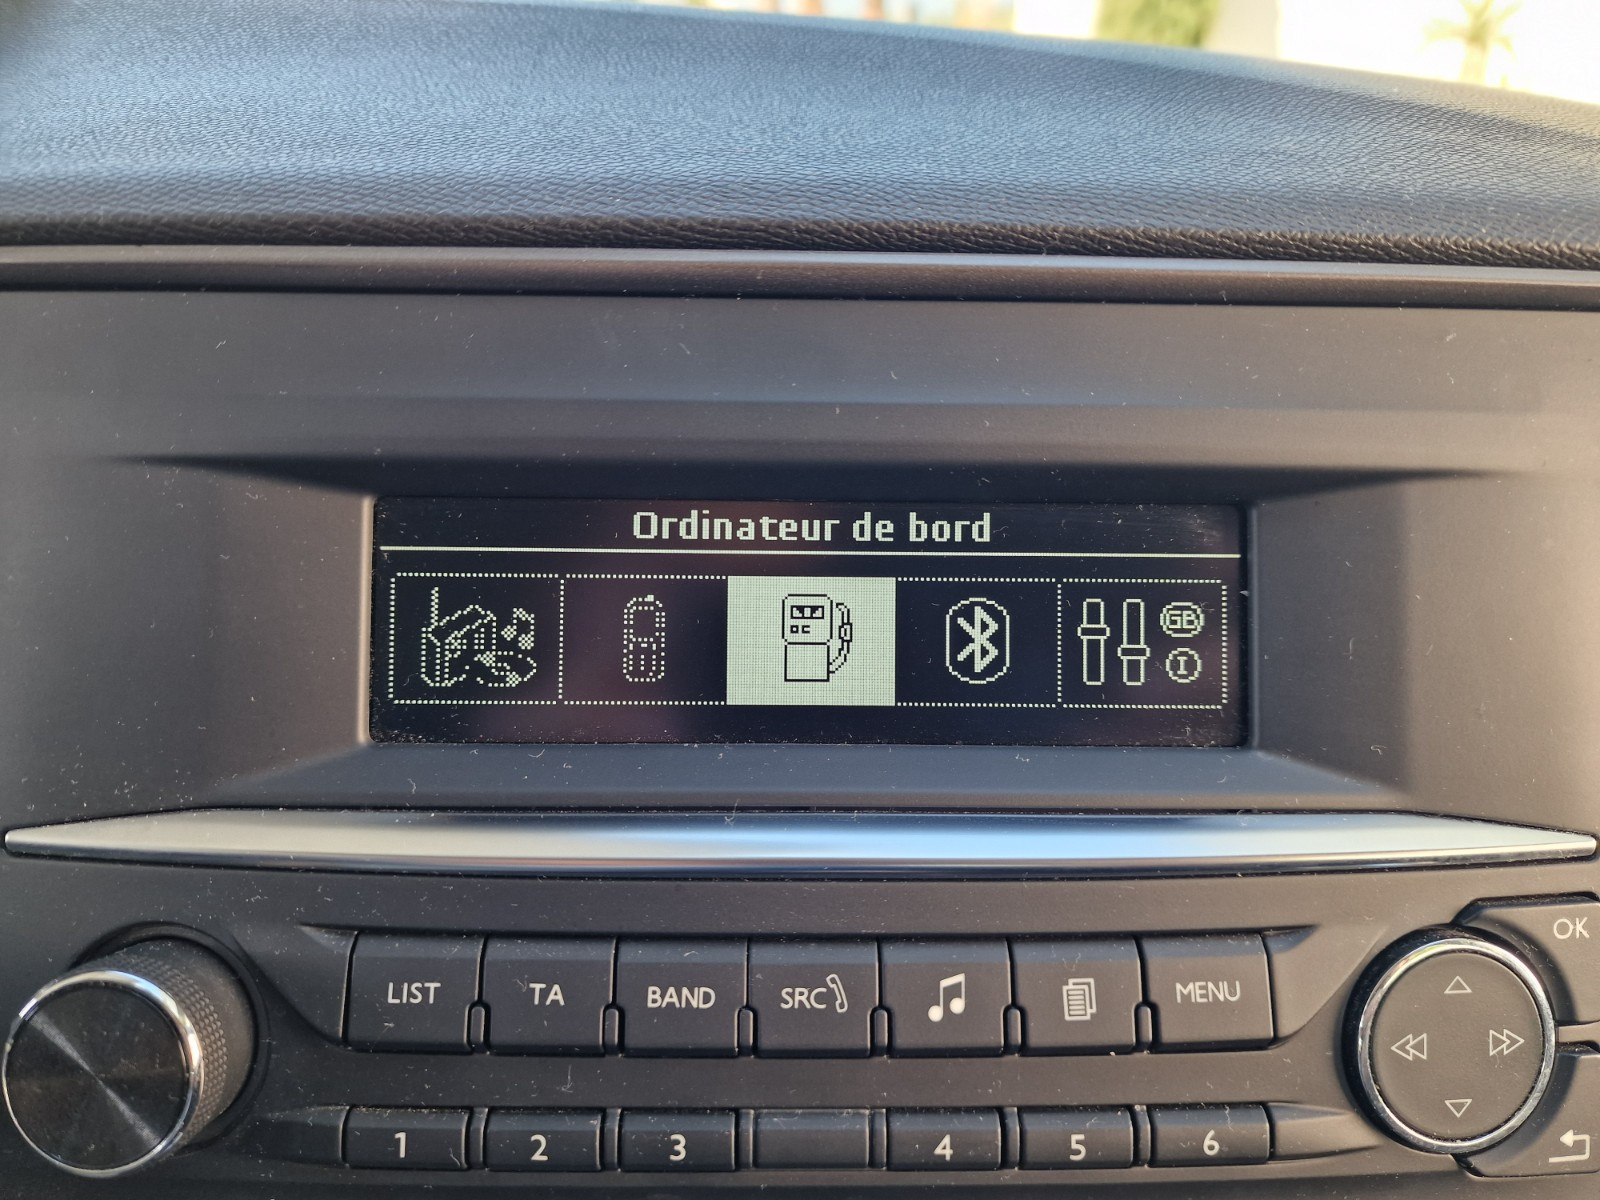 Ordinateur de bord
GB
I
OK
LIST
TA
BAND
SRC
MENU
1
2
3
4
5
6